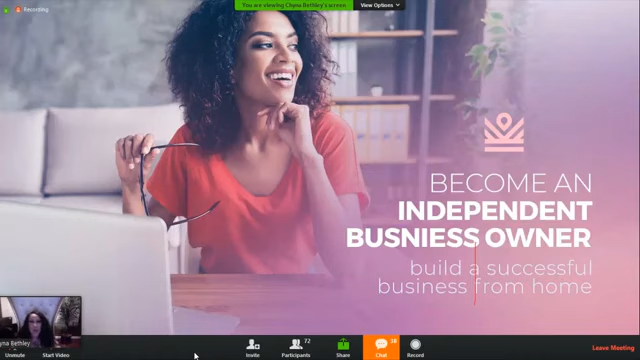 Recording
You are viewing Chyna Bethley's screen
View Options
BECOME AN
INDEPENDENT
BUSNIESS OWNER
build a successful
business from home
yna Bethley
Unmute
Start Video
Invite
Participants
72
Share
Chat
38
Record
Leave Meeting